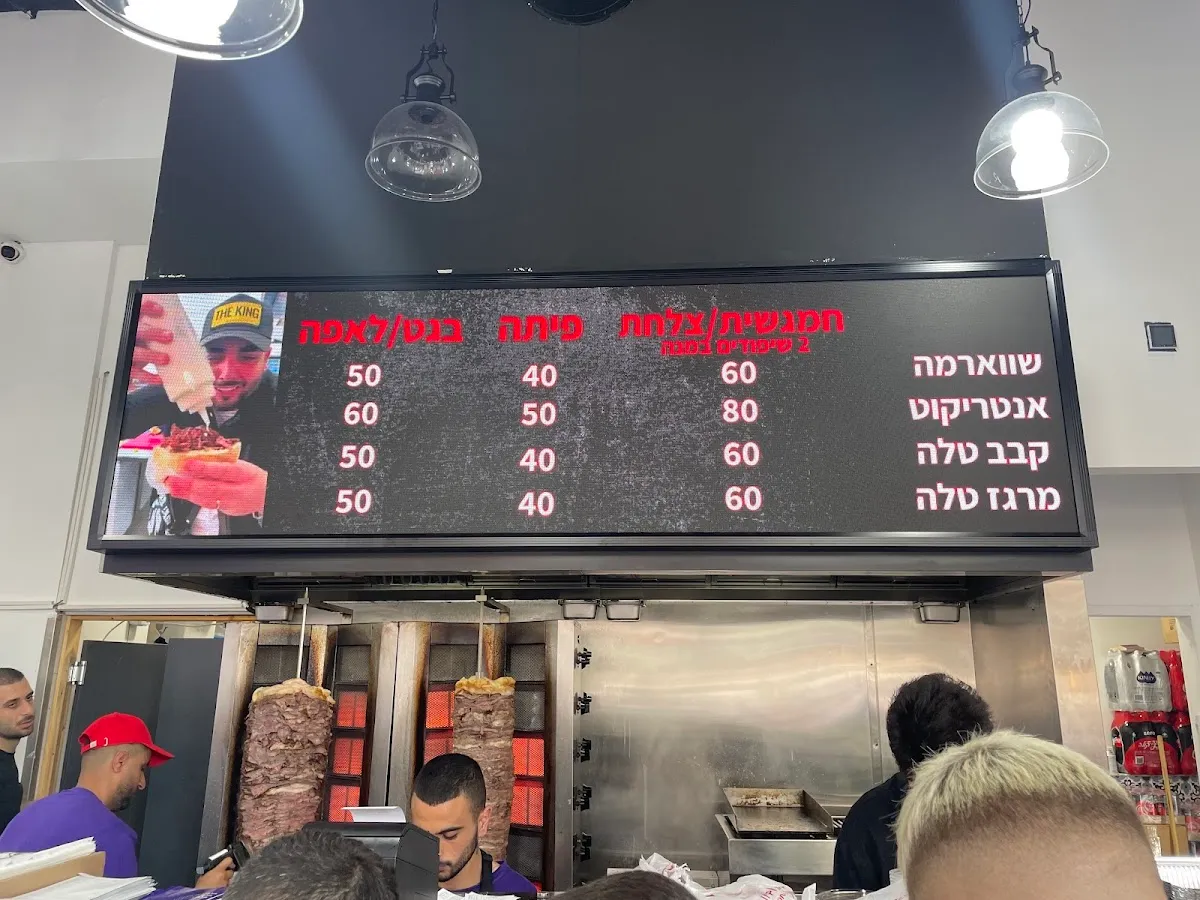 חמגשית/צלחת פיתה בגט/לאפה
2 שיפודים במנה
שווארמה 60 40 50
אנטריקוט 80 50 60
קבב טלה 60 40 50
מרגז טלה 60 40 50
THE KING